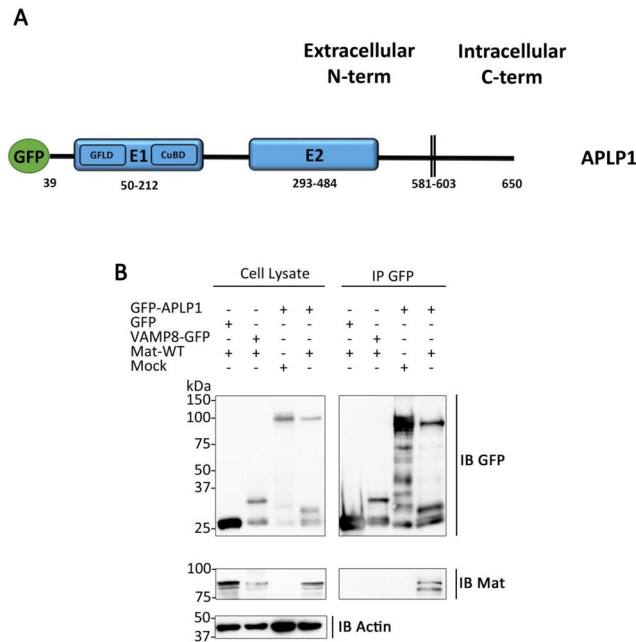 A
Extracellular Intracellular
N-term C-term
GFP GFLD E1 CuBD E2 APLP1
39 50-212 293-484 581-603 650
B
Cell Lysate IP GFP
GFP-APLP1 - - + + - - + +
GFP + - - - + - - -
VAMP8-GFP - + - - - + - -
Mat-WT + + - + + + - +
Mock - - + - - - + -
kDa
150-
100-
75-
50-
37-
25-
IB GFP
100-
75-
IB Mat
50-
37-
IB Actin